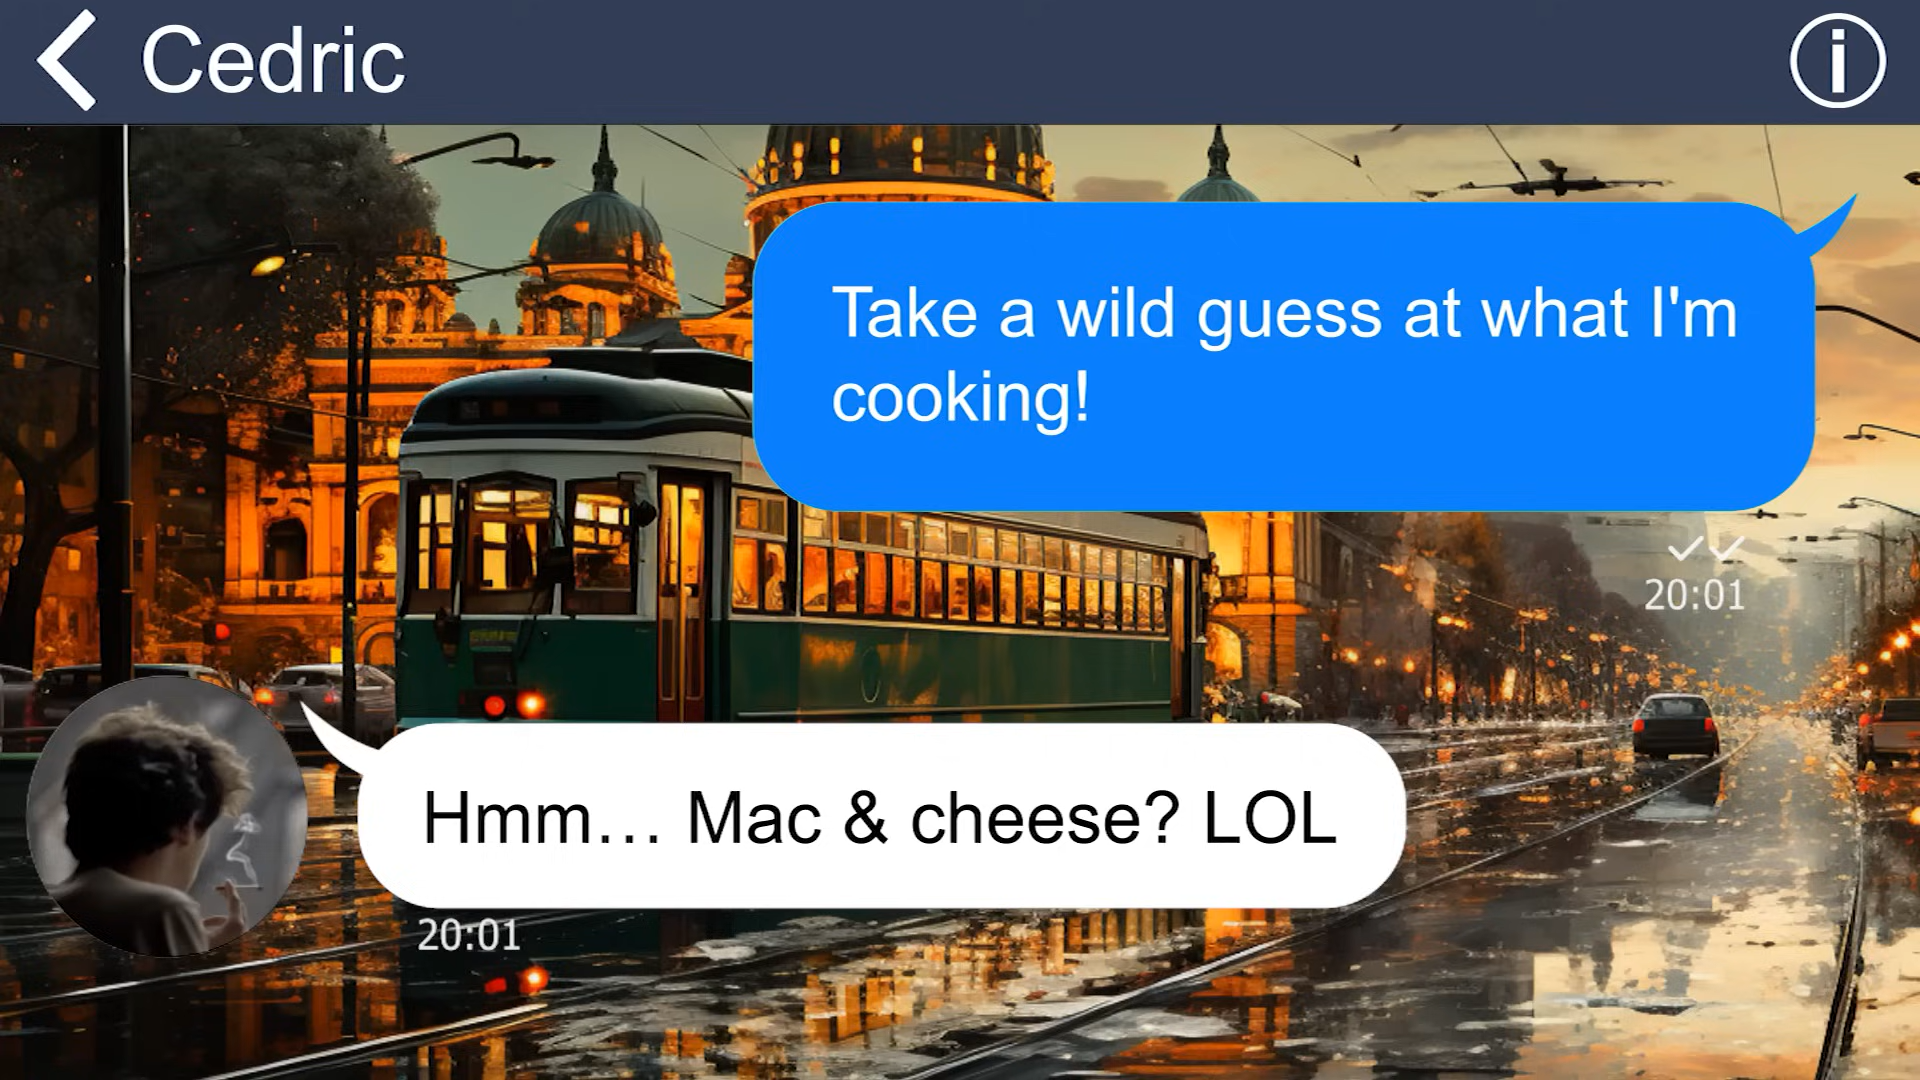 Cedric
Take a wild guess at what I'm
cooking!
20:01
Hmm… Mac & cheese? LOL
20:01